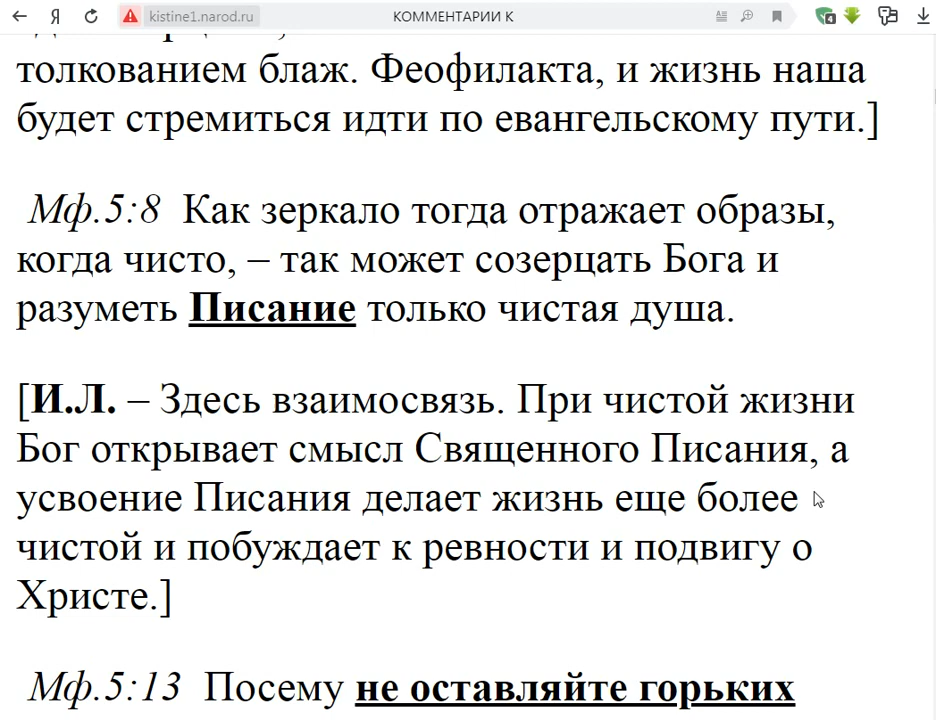 kistine1.narod.ru КОММЕНТАРИИ К
толкованием блаж. Феофилакта, и жизнь наша
будет стремиться идти по евангельскому пути.]
Мф.5:8 Как зеркало тогда отражает образы,
когда чисто, – так может созерцать Бога и
разуметь Писание только чистая душа.
[И.Л. – Здесь взаимосвязь. При чистой жизни
Бог открывает смысл Священного Писания, а
усвоение Писания делает жизнь еще более
чистой и побуждает к ревности и подвигу о
Христе.]
Мф.5:13 Посему не оставляйте горьких